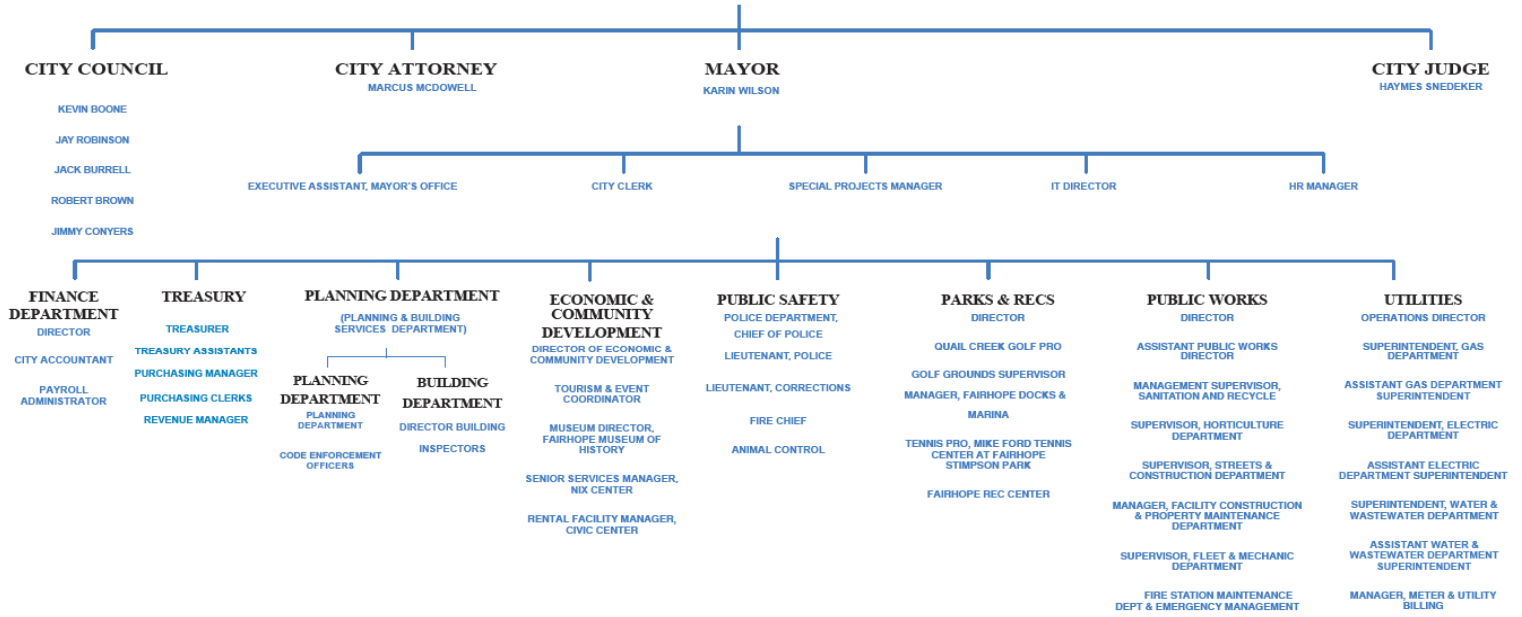 CITY COUNCIL
KEVIN BOONE
JAY ROBINSON
JACK BURRELL
ROBERT BROWN
JIMMY CONYERS
CITY ATTORNEY
MARCUS MCDOWELL
MAYOR
KARIN WILSON
CITY JUDGE
HAYMES SNEDEKER
EXECUTIVE ASSISTANT, MAYOR'S OFFICE
CITY CLERK
SPECIAL PROJECTS MANAGER
IT DIRECTOR
HR MANAGER
FINANCE
DEPARTMENT
DIRECTOR
CITY ACCOUNTANT
PAYROLL
ADMINISTRATOR
TREASURY
TREASURER
TREASURY ASSISTANTS
PURCHASING MANAGER
PURCHASING CLERKS
REVENUE MANAGER
PLANNING DEPARTMENT
(PLANNING & BUILDING
SERVICES DEPARTMENT)
PLANNING
DEPARTMENT
PLANNING
DEPARTMENT
CODE ENFORCEMENT
OFFICERS
BUILDING
DEPARTMENT
DIRECTOR BUILDING
INSPECTORS
ECONOMIC &
COMMUNITY
DEVELOPMENT
DIRECTOR OF ECONOMIC &
COMMUNITY DEVELOPMENT
TOURISM & EVENT
COORDINATOR
MUSEUM DIRECTOR,
FAIRHOPE MUSEUM OF
HISTORY
SENIOR SERVICES MANAGER,
NIX CENTER
RENTAL FACILITY MANAGER,
CIVIC CENTER
PUBLIC SAFETY
POLICE DEPARTMENT,
CHIEF OF POLICE
LIEUTENANT, POLICE
LIEUTENANT, CORRECTIONS
FIRE CHIEF
ANIMAL CONTROL
PARKS & RECS
DIRECTOR
QUAIL CREEK GOLF PRO
GOLF GROUNDS SUPERVISOR
MANAGER, FAIRHOPE DOCKS &
MARINA
TENNIS PRO, MIKE FORD TENNIS
CENTER AT FAIRHOPE
STIMPSON PARK
FAIRHOPE REC CENTER
PUBLIC WORKS
DIRECTOR
ASSISTANT PUBLIC WORKS
DIRECTOR
MANAGEMENT SUPERVISOR,
SANITATION AND RECYCLE
SUPERVISOR, HORTICULTURE
DEPARTMENT
SUPERVISOR, STREETS &
CONSTRUCTION DEPARTMENT
MANAGER, FACILITY CONSTRUCTION
& PROPERTY MAINTENANCE
DEPARTMENT
SUPERVISOR, FLEET & MECHANIC
DEPARTMENT
FIRE STATION MAINTENANCE
DEPT & EMERGENCY MANAGEMENT
UTILITIES
OPERATIONS DIRECTOR
SUPERINTENDENT, GAS
DEPARTMENT
ASSISTANT GAS DEPARTMENT
SUPERINTENDENT
SUPERINTENDENT, ELECTRIC
DEPARTMENT
ASSISTANT ELECTRIC
DEPARTMENT SUPERINTENDENT
SUPERINTENDENT, WATER &
WASTEWATER DEPARTMENT
ASSISTANT WATER &
WASTEWATER DEPARTMENT
SUPERINTENDENT
MANAGER, METER & UTILITY
BILLING